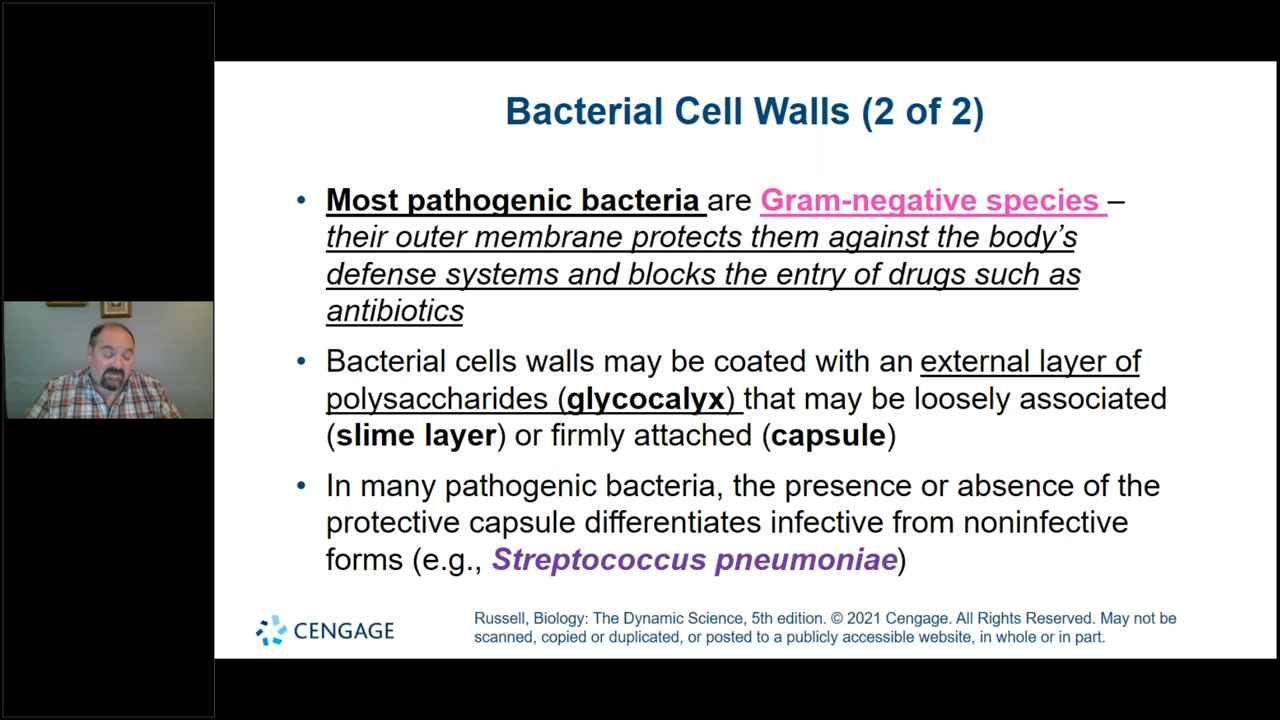 Bacterial Cell Walls (2 of 2)
• Most pathogenic bacteria are Gram-negative species –
their outer membrane protects them against the body’s
defense systems and blocks the entry of drugs such as
antibiotics
• Bacterial cells walls may be coated with an external layer of
polysaccharides (glycocalyx) that may be loosely associated
(slime layer) or firmly attached (capsule)
• In many pathogenic bacteria, the presence or absence of the
protective capsule differentiates infective from noninfective
forms (e.g., Streptococcus pneumoniae)
CENGAGE
Russell, Biology: The Dynamic Science, 5th edition. © 2021 Cengage. All Rights Reserved. May not be
scanned, copied or duplicated, or posted to a publicly accessible website, in whole or in part.